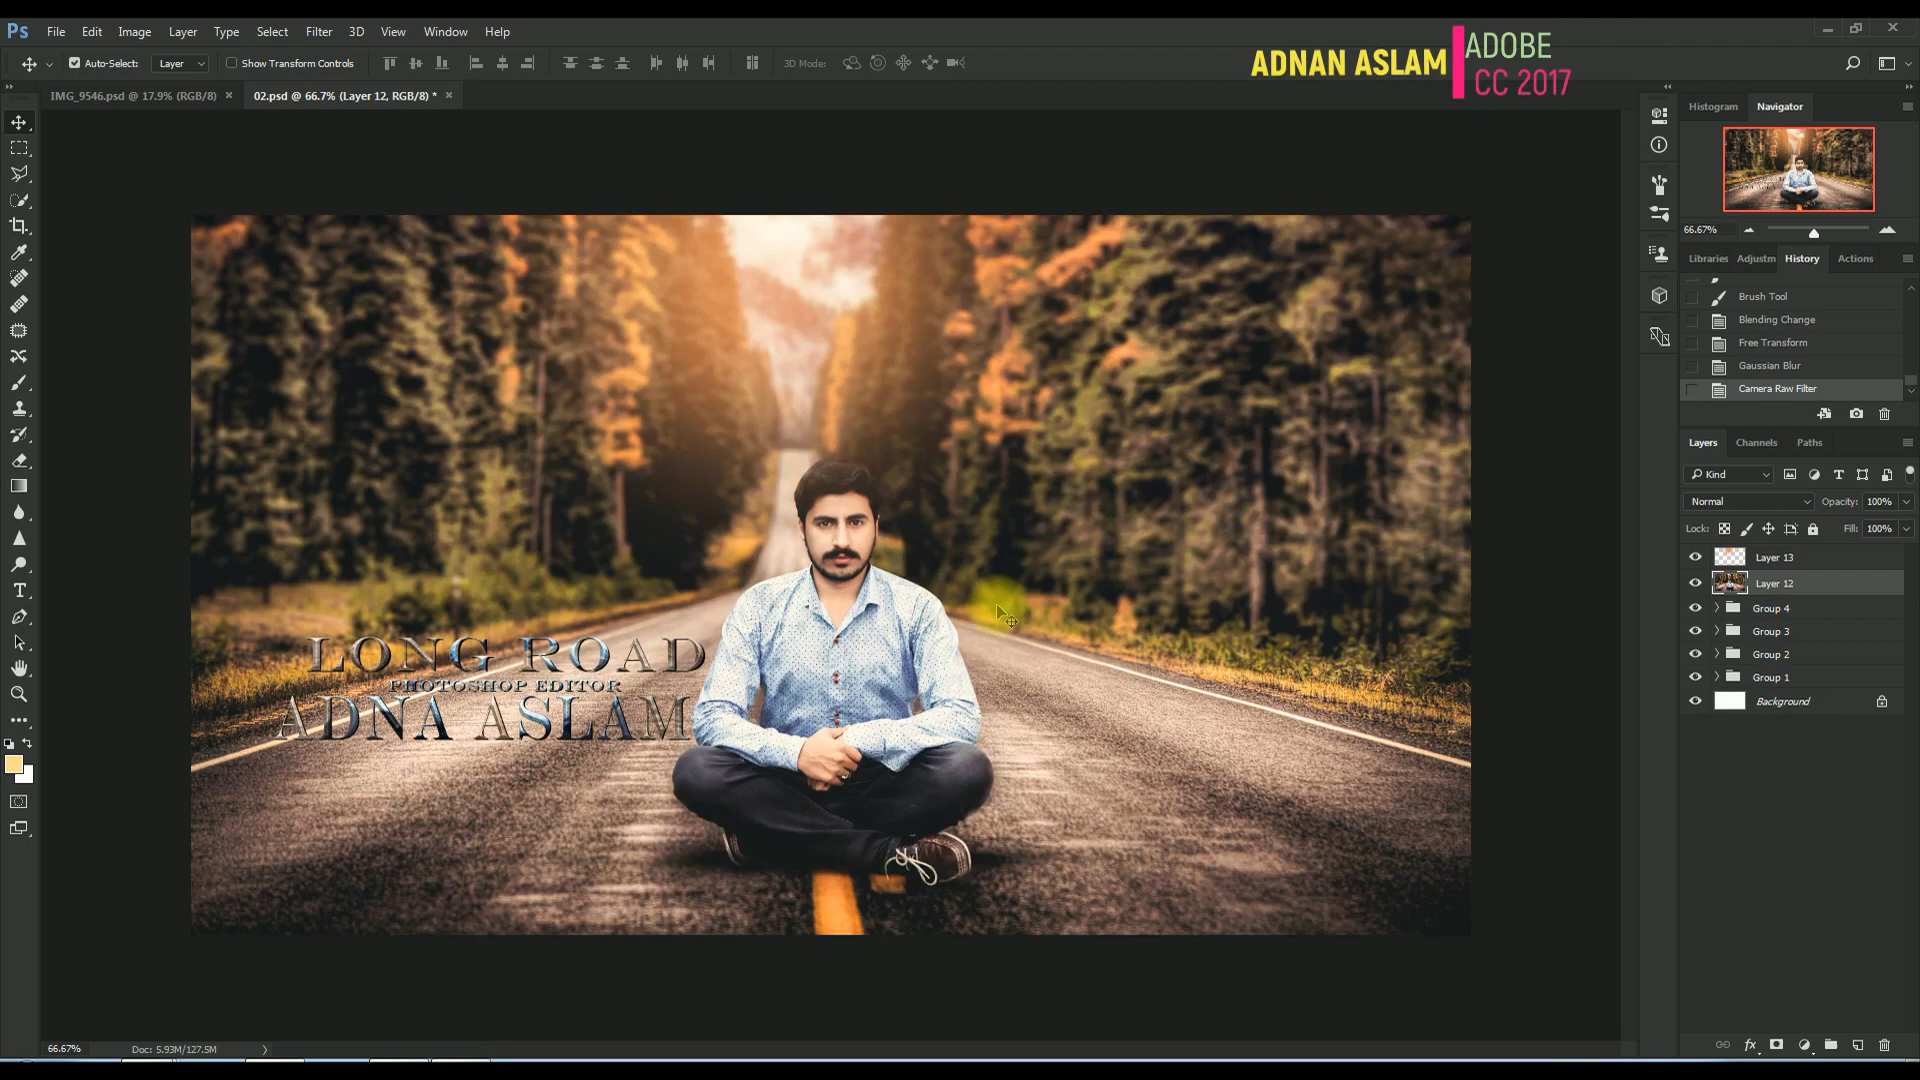 Ps File Edit Image Layer Type Select Filter 3D View Window Help
ADNAN ASLAM
ADOBE
CC 2017
Auto-Select: Layer Show Transform Controls 3D Mode:
IMG_9546.psd @ 17.9% (RGB/8) × 02.psd @ 66.7% (Layer 12, RGB/8) * ×
Histogram Navigator
66.67%
Libraries Adjustm History Actions
Brush Tool
Blending Change
Free Transform
Gaussian Blur
Camera Raw Filter
Layers Channels Paths
Kind
Normal Opacity: 100%
Lock: Fill: 100%
Layer 13
Layer 12
Group 4
Group 3
Group 2
Group 1
Background
LONG ROAD
PHOTOSHOP EDITOR
ADNA ASLAM
66.67% Doc: 5.93M/127.5M
fx